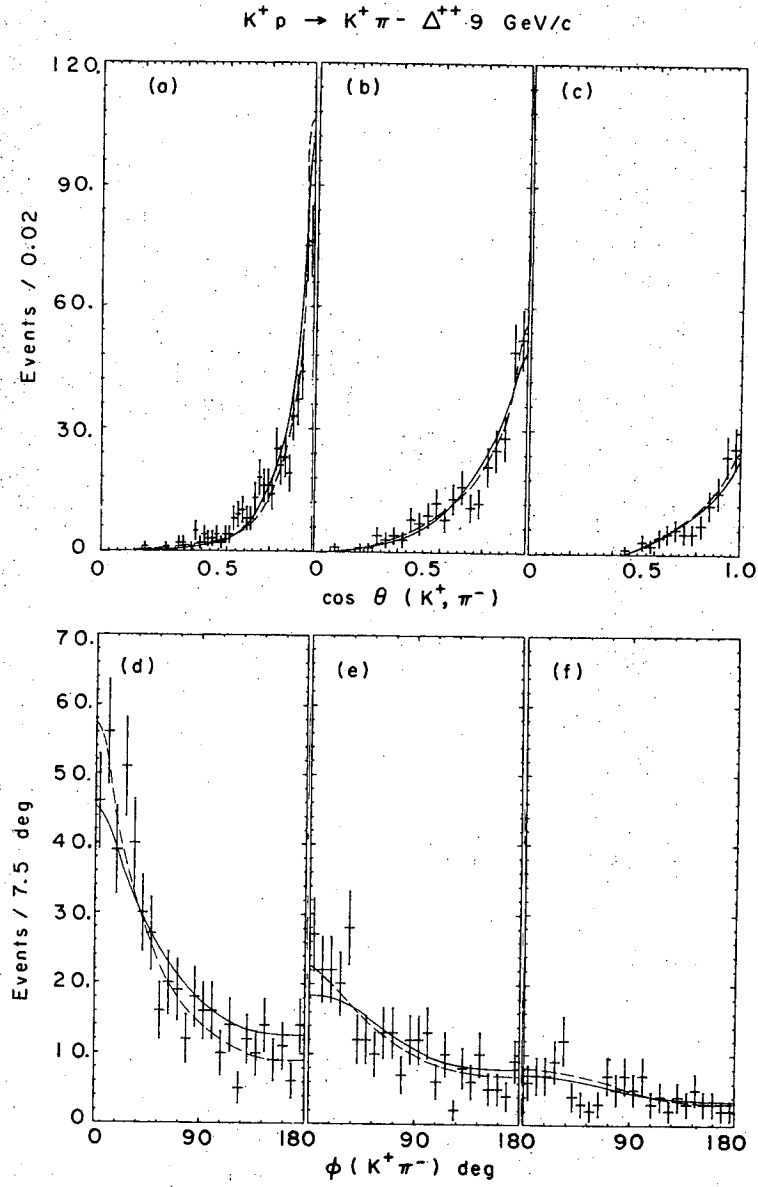 K⁺ p → K⁺ π− Δ⁺⁺ 9 GeV/c
120.
(a)
(b)
(c)
90.
60.
30.
0
Events / 0.02
0 0.5 0 0.5 0 0.5 1.0
cos θ (K⁺, π⁻)
70.
(d)
(e)
(f)
60.
50.
40.
30.
20.
10.
0
Events / 7.5 deg
0 90 180 90 180 90 180
φ (K⁺ π⁻) deg